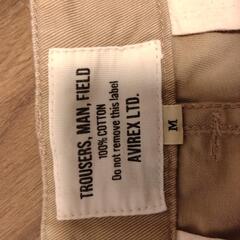 TROUSERS, MAN, FIELD
100% COTTON
Do not remove this label
AVIREX LTD.
M